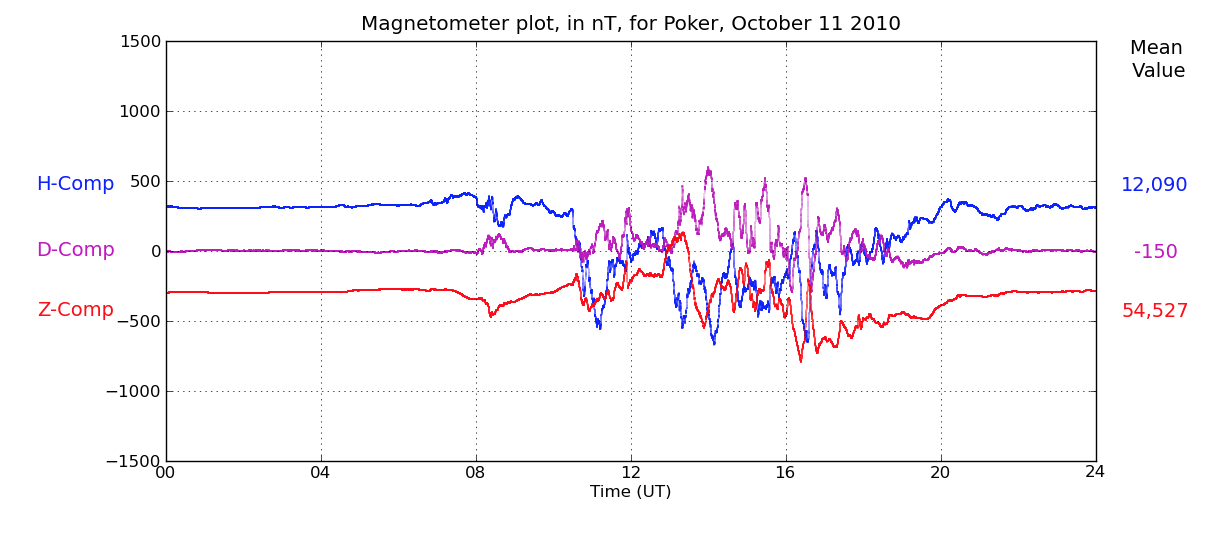 Magnetometer plot, in nT, for Poker, October 11 2010
Mean
Value
1500
1000
500
0
−500
−1000
−1500
H-Comp
D-Comp
Z-Comp
12,090
-150
54,527
00
04
08
12
16
20
24
Time (UT)